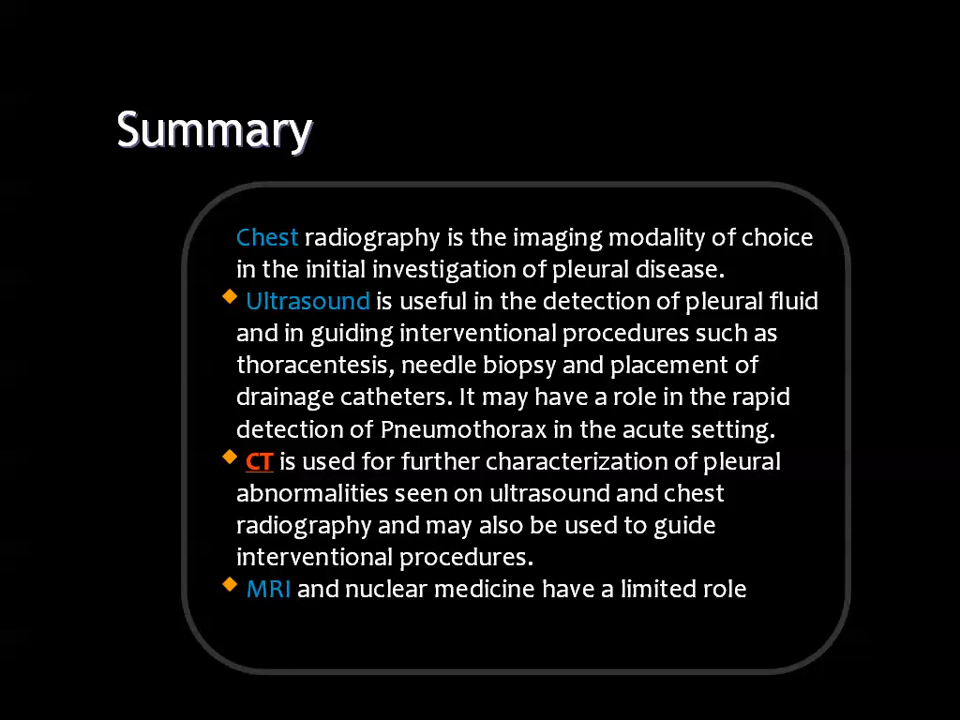 Summary
Chest radiography is the imaging modality of choice
in the initial investigation of pleural disease.
Ultrasound is useful in the detection of pleural fluid
and in guiding interventional procedures such as
thoracentesis, needle biopsy and placement of
drainage catheters. It may have a role in the rapid
detection of Pneumothorax in the acute setting.
CT is used for further characterization of pleural
abnormalities seen on ultrasound and chest
radiography and may also be used to guide
interventional procedures.
MRI and nuclear medicine have a limited role